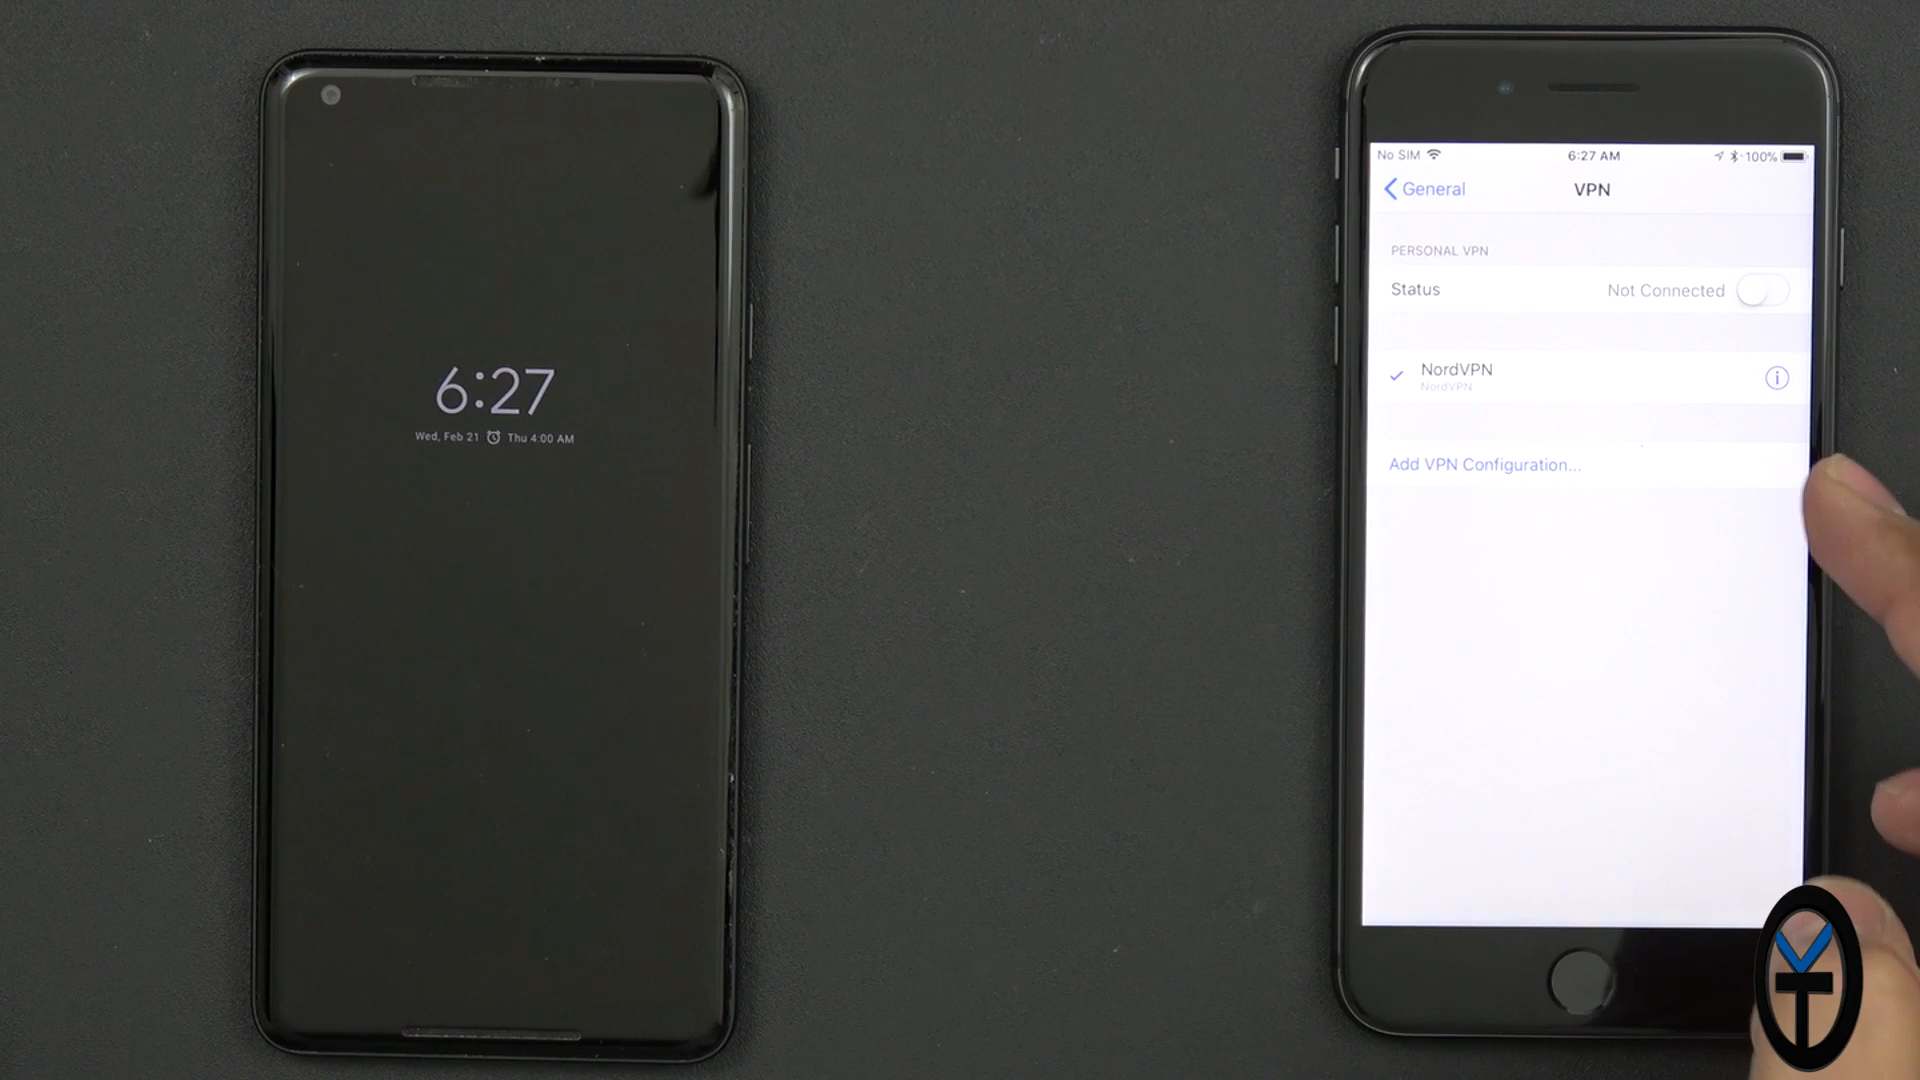 6:27
Wed, Feb 21 Thu 4:00 AM
No SIM 6:27 AM 100%
General VPN
PERSONAL VPN
Status Not Connected
NordVPN
NordVPN
Add VPN Configuration...
VT